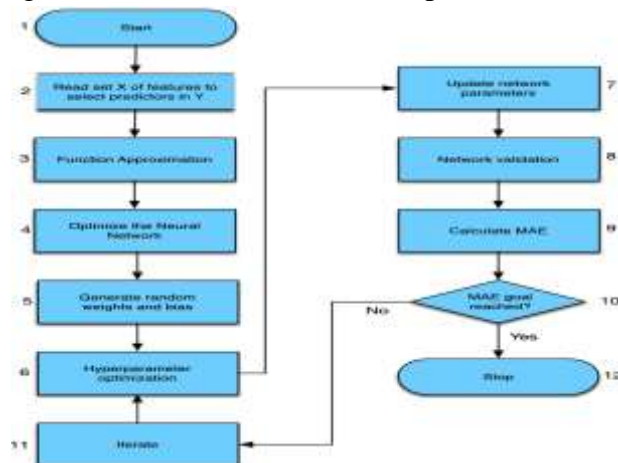 1
Start
2
Read set X of features to
select predictors in Y
3
Function Approximation
4
Optimize the Neural
Network
5
Generate random
weights and bias
6
Hyperparameter
optimization
11
Iterate
Update network
parameters
7
Network validation
8
Calculate MAE
9
MAE goal
reached?
10
No
Yes
Stop
12